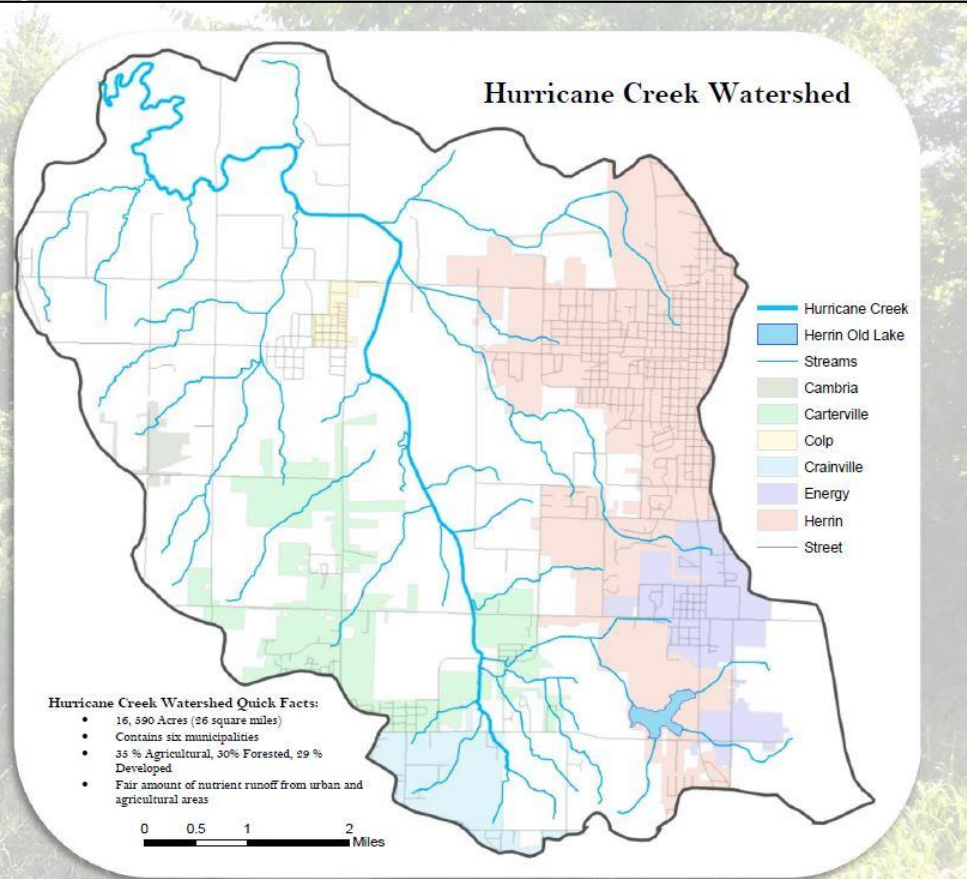 Hurricane Creek Watershed
Hurricane Creek
Herrin Old Lake
Streams
Cambria
Carterville
Colp
Crainville
Energy
Herrin
Street
Hurricane Creek Watershed Quick Facts:
• 16, 590 Acres (26 square miles)
• Contains six municipalities
• 35 % Agricultural, 30% Forested, 29 %
Developed
• Fair amount of nutrient runoff from urban and
agricultural areas
0 0.5 1 2
Miles